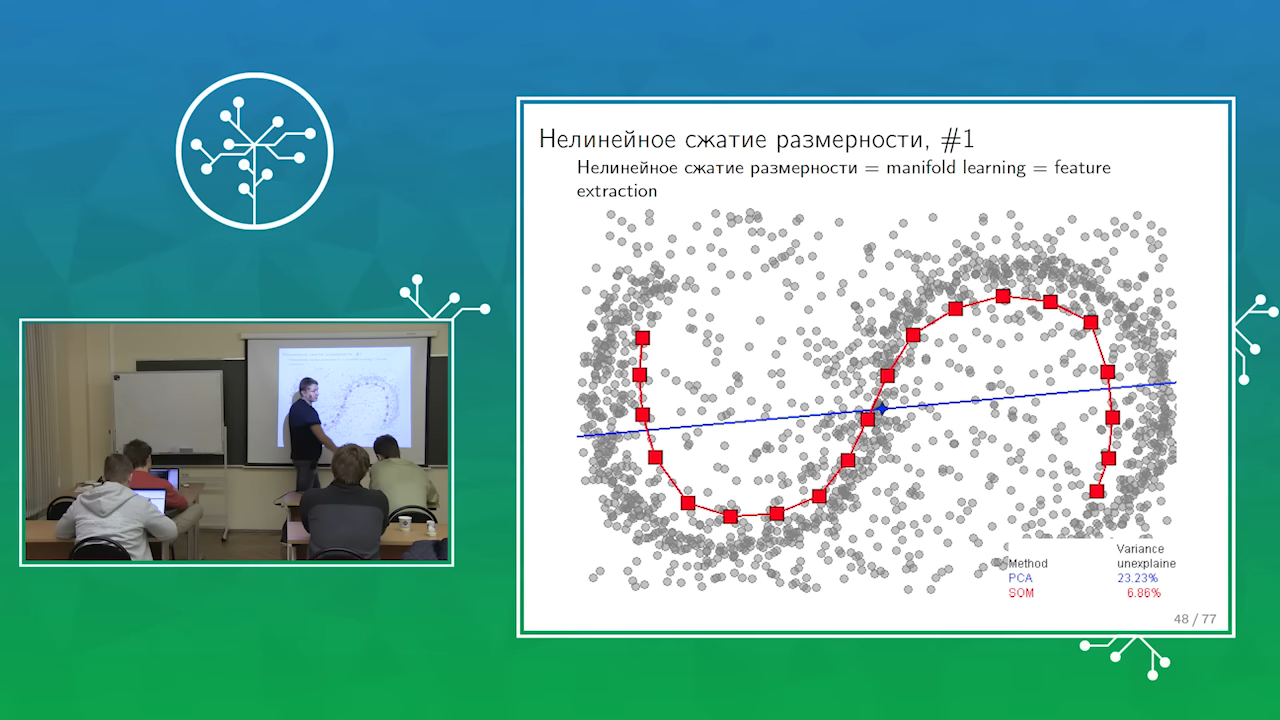 Нелинейное сжатие размерности, #1
Нелинейное сжатие размерности = manifold learning = feature
extraction
Variance
Method unexplaine
PCA 23.23%
SOM 6.86%
48 / 77